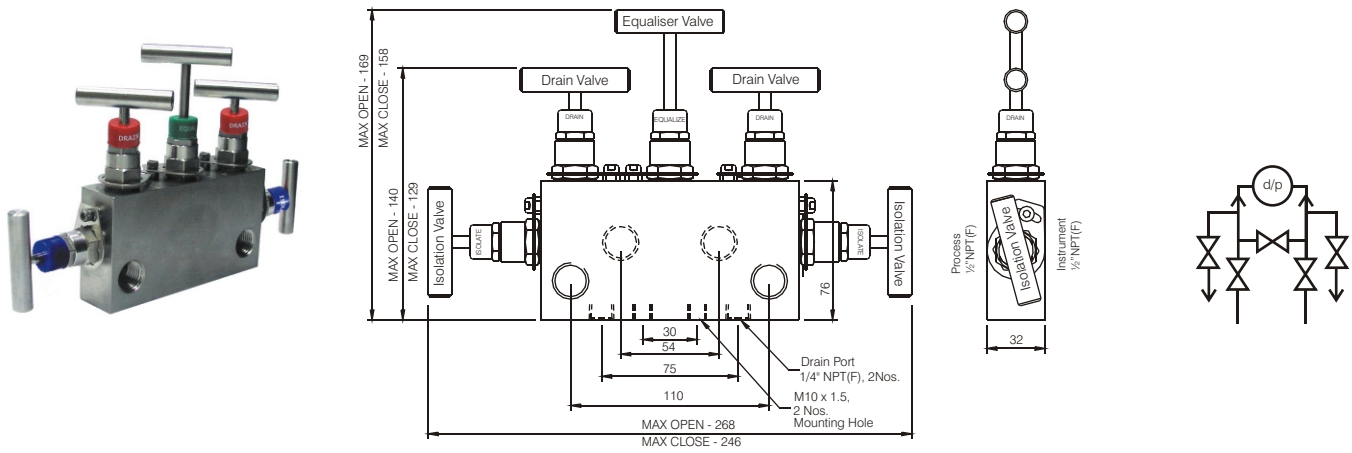 DRAIN
EQUAL
DRAIN
MAX OPEN - 169
MAX CLOSE - 158
MAX OPEN - 140
MAX CLOSE - 129
Equaliser Valve
Drain Valve
Drain Valve
DRAIN
EQUALIZE
DRAIN
Isolation Valve
ISOLATE
ISOLATE
Isolation Valve
76
30
54
75
110
Drain Port
1/4" NPT(F), 2Nos.
M10 x 1.5,
2 Nos.
Mounting Hole
MAX OPEN - 268
MAX CLOSE - 246
DRAIN
Process
½"NPT(F)
Isolation Valve
Instrument
½"NPT(F)
32
d/p